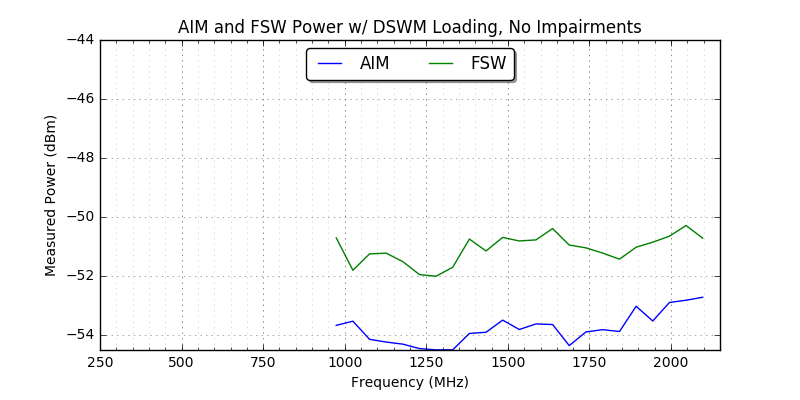 AIM and FSW Power w/ DSWM Loading, No Impairments
AIM FSW
−44
−46
−48
−50
−52
−54
Measured Power (dBm)
250 500 750 1000 1250 1500 1750 2000
Frequency (MHz)